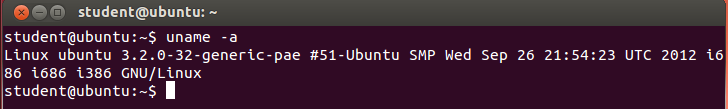 student@ubuntu: ~
student@ubuntu:~$ uname -a
Linux ubuntu 3.2.0-32-generic-pae #51-Ubuntu SMP Wed Sep 26 21:54:23 UTC 2012 i6
86 i686 i386 GNU/Linux
student@ubuntu:~$